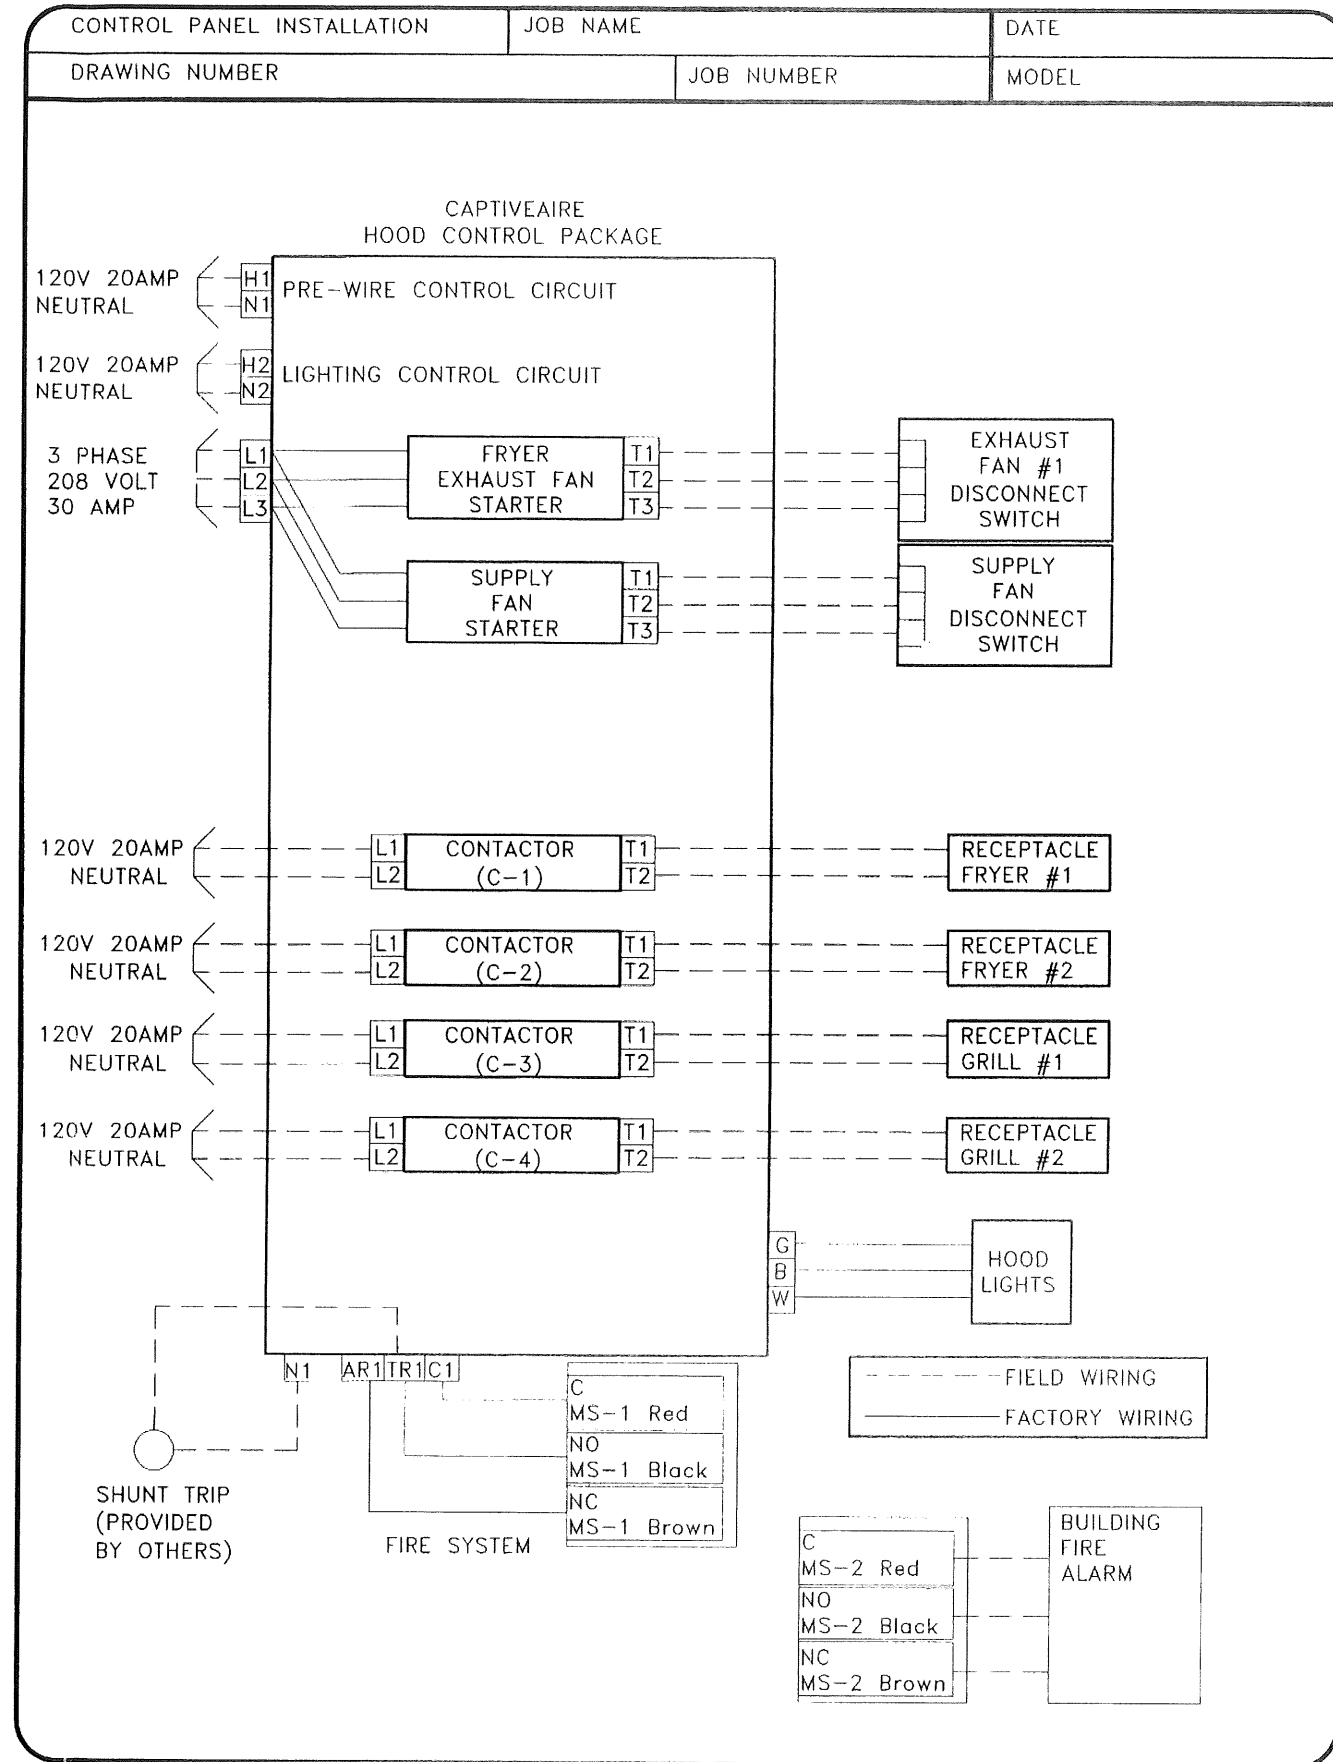 CONTROL PANEL INSTALLATION
JOB NAME
DATE
DRAWING NUMBER
JOB NUMBER
MODEL
CAPTIVEAIRE
HOOD CONTROL PACKAGE
120V 20AMP
NEUTRAL
H1
N1
PRE-WIRE CONTROL CIRCUIT
120V 20AMP
NEUTRAL
H2
N2
LIGHTING CONTROL CIRCUIT
3 PHASE
208 VOLT
30 AMP
L1
L2
L3
FRYER
EXHAUST FAN
STARTER
T1
T2
T3
EXHAUST
FAN #1
DISCONNECT
SWITCH
SUPPLY
FAN
STARTER
T1
T2
T3
SUPPLY
FAN
DISCONNECT
SWITCH
120V 20AMP
NEUTRAL
L1
L2
CONTACTOR
(C-1)
T1
T2
RECEPTACLE
FRYER #1
120V 20AMP
NEUTRAL
L1
L2
CONTACTOR
(C-2)
T1
T2
RECEPTACLE
FRYER #2
120V 20AMP
NEUTRAL
L1
L2
CONTACTOR
(C-3)
T1
T2
RECEPTACLE
GRILL #1
120V 20AMP
NEUTRAL
L1
L2
CONTACTOR
(C-4)
T1
T2
RECEPTACLE
GRILL #2
G
B
W
HOOD
LIGHTS
N1
AR1
TR1
C1
C
MS-1 Red
NO
MS-1 Black
NC
MS-1 Brown
FIELD WIRING
FACTORY WIRING
SHUNT TRIP
(PROVIDED
BY OTHERS)
FIRE SYSTEM
C
MS-2 Red
NO
MS-2 Black
NC
MS-2 Brown
BUILDING
FIRE
ALARM